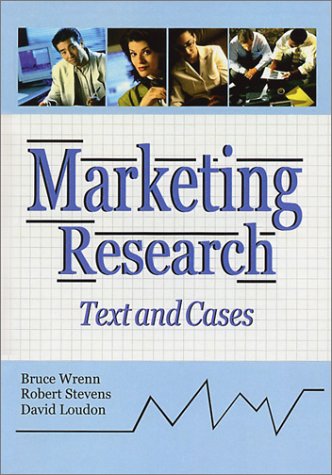 Marketing
Research
Text and Cases
Bruce Wrenn
Robert Stevens
David Loudon